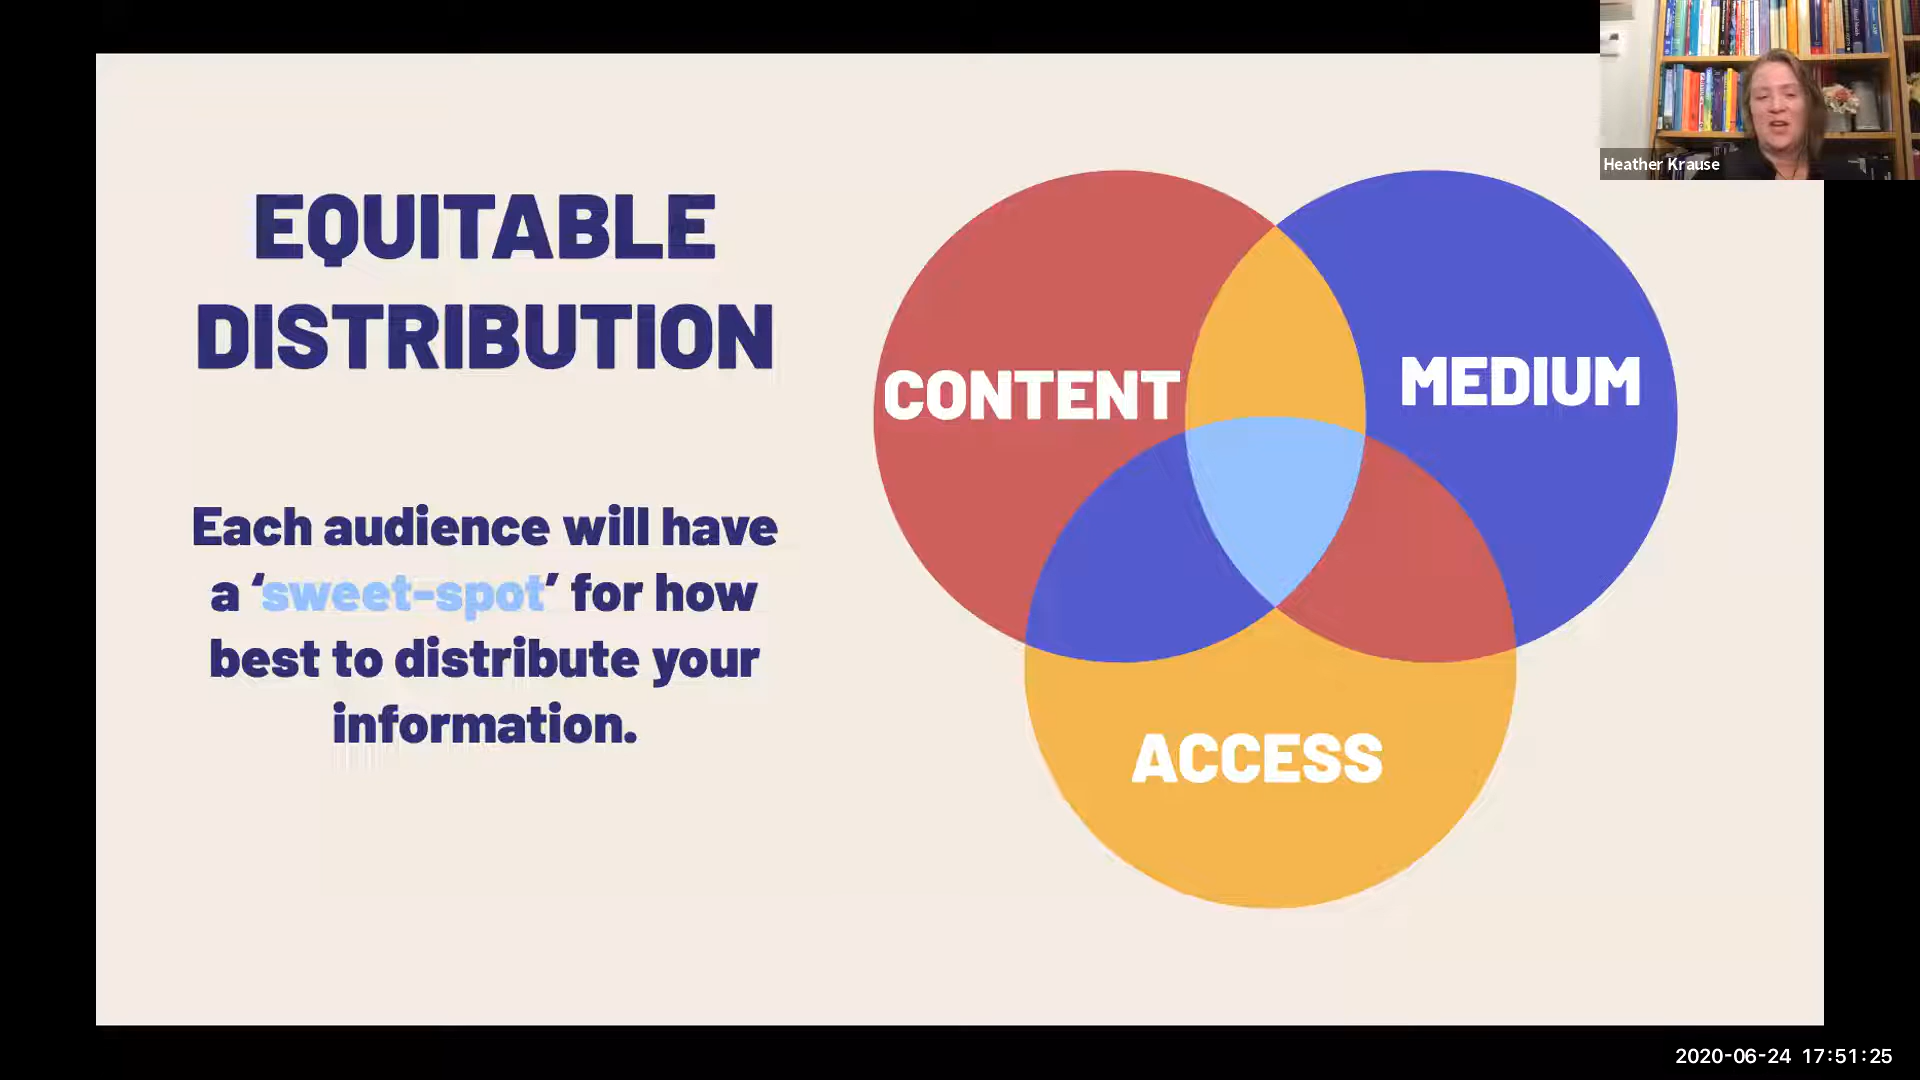 Heather Krause
EQUITABLE
DISTRIBUTION
CONTENT
MEDIUM
ACCESS
Each audience will have
a ‘sweet-spot’ for how
best to distribute your
information.
2020-06-24 17:51:25